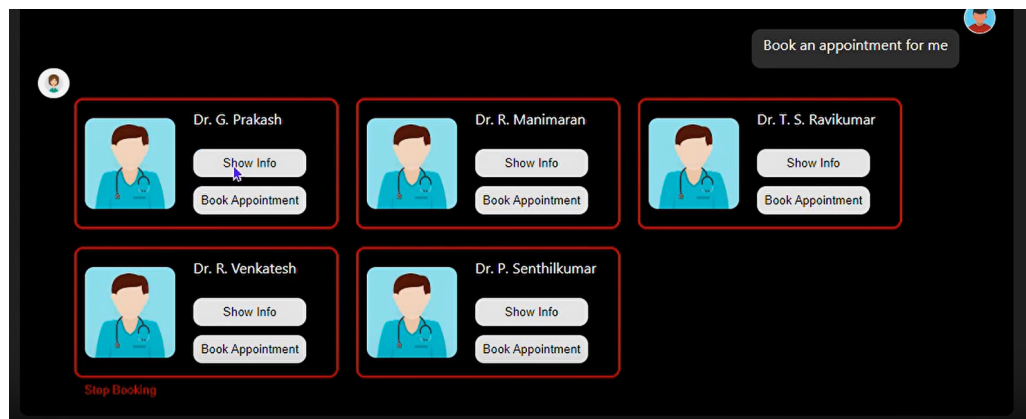 Book an appointment for me
Dr. G. Prakash
Show Info
Book Appointment
Dr. R. Manimaran
Show Info
Book Appointment
Dr. T. S. Ravikumar
Show Info
Book Appointment
Dr. R. Venkatesh
Show Info
Book Appointment
Dr. P. Senthilkumar
Show Info
Book Appointment
Stop Booking